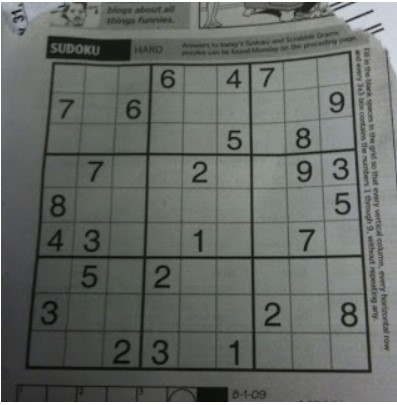 blogs about all
things funnies.
SUDOKU HARD
Answers to today's Sudoku and Scrabble Grams
puzzles can be found Monday on the preceding page.
Fill in the blank spaces in the grid so that every vertical column, every horizontal row
and every 3x3 box contains the numbers 1 through 9, without repeating any.
6 4 7
7 6 9
5 8
7 2 9 3
8 5
4 3 1 7
5 2
3 2 8
2 3 1
8-1-09